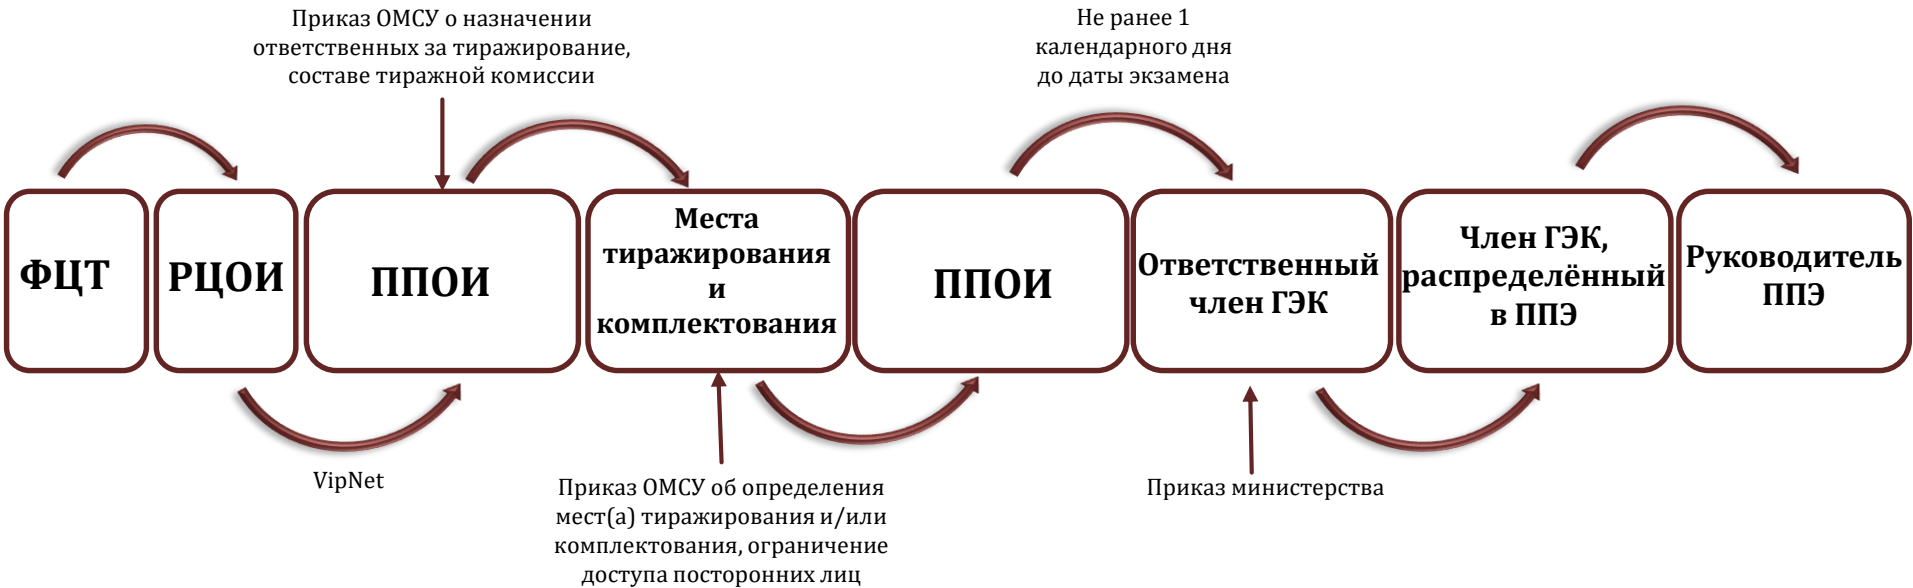 Приказ ОМСУ о назначении
ответственных за тиражирование,
составе тиражной комиссии
Не ранее 1
календарного дня
до даты экзамена
ФЦТ
РЦОИ
ППОИ
Места
тиражирования
и
комплектования
ППОИ
Ответственный
член ГЭК
Член ГЭК,
распределённый
в ППЭ
Руководитель
ППЭ
VipNet
Приказ ОМСУ об определения
мест(а) тиражирования и/или
комплектования, ограничение
доступа посторонних лиц
Приказ министерства